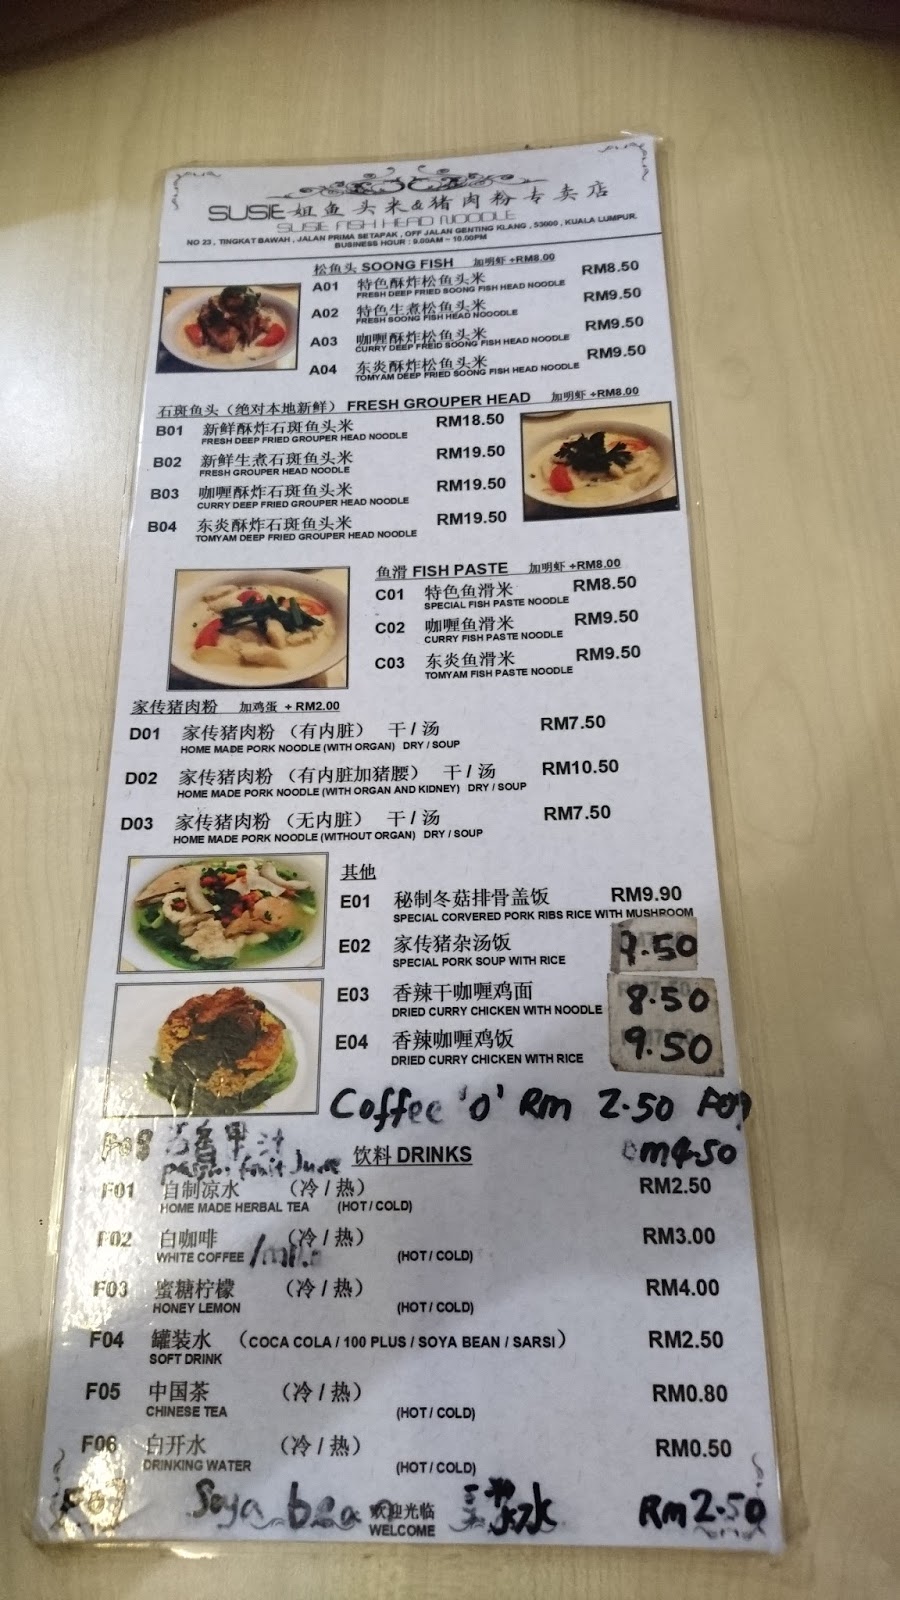 SUSIE姐鱼头米&猪肉粉专卖店
SUSIE FISH HEAD NOODLE
NO 23 , TINGKAT BAWAH , JALAN PRIMA SETAPAK , OFF JALAN GENTING KLANG , 53000 , KUALA LUMPUR.
BUSINESS HOUR : 9.00AM ~ 10.00PM
松鱼头 SOONG FISH 加明虾 +RM8.00
A01 特色酥炸松鱼头米 RM8.50
FRESH DEEP FRIED SOONG FISH HEAD NOODLE
A02 特色生煮松鱼头米 RM9.50
FRESH SOONG FISH HEAD NOOODLE
A03 咖喱酥炸松鱼头米 RM9.50
CURRY DEEP FREID SOONG FISH HEAD NOODLE
A04 东炎酥炸松鱼头米 RM9.50
TOMYAM DEEP FRIED SOONG FISH HEAD NOODLE
石斑鱼头（绝对本地新鲜） FRESH GROUPER HEAD 加明虾 +RM8.00
B01 新鲜酥炸石斑鱼头米 RM18.50
FRESH DEEP FRIED GROUPER HEAD NOODLE
B02 新鲜生煮石斑鱼头米 RM19.50
FRESH GROUPER HEAD NOODLE
B03 咖喱酥炸石斑鱼头米 RM19.50
CURRY DEEP FRIED GROUPER HEAD NOODLE
B04 东炎酥炸石斑鱼头米 RM19.50
TOMYAM DEEP FRIED GROUPER HEAD NOODLE
鱼滑 FISH PASTE 加明虾 +RM8.00
C01 特色鱼滑米 RM8.50
SPECIAL FISH PASTE NOODLE
C02 咖喱鱼滑米 RM9.50
CURRY FISH PASTE NOODLE
C03 东炎鱼滑米 RM9.50
TOMYAM FISH PASTE NOODLE
家传猪肉粉 加鸡蛋 + RM2.00
D01 家传猪肉粉 （有内脏） 干 / 汤 RM7.50
HOME MADE PORK NOODLE (WITH ORGAN) DRY / SOUP
D02 家传猪肉粉 （有内脏加猪腰） 干 / 汤 RM10.50
HOME MADE PORK NOODLE (WITH ORGAN AND KIDNEY) DRY / SOUP
D03 家传猪肉粉 （无内脏） 干 / 汤 RM7.50
HOME MADE PORK NOODLE (WITHOUT ORGAN) DRY / SOUP
其他
E01 秘制冬菇排骨盖饭 RM9.90
SPECIAL CORVERED PORK RIBS RICE WITH MUSHROOM
E02 家传猪杂汤饭 9.50
SPECIAL PORK SOUP WITH RICE
E03 香辣干咖喱鸡面 8.50
DRIED CURRY CHICKEN WITH NOODLE
E04 香辣咖喱鸡饭 9.50
DRIED CURRY CHICKEN WITH RICE
Coffee 'O' Rm 2.50 F09
F08 百香果汁 Rm4.50
饮料 DRINKS
F01 自制凉水 （冷 / 热） RM2.50
HOME MADE HERBAL TEA (HOT / COLD)
F02 白咖啡 （冷 / 热） RM3.00
WHITE COFFEE (HOT / COLD)
F03 蜜糖柠檬 （冷 / 热） RM4.00
HONEY LEMON (HOT / COLD)
F04 罐装水 （COCA COLA / 100 PLUS / SOYA BEAN / SARSI） RM2.50
SOFT DRINK
F05 中国茶 （冷 / 热） RM0.80
CHINESE TEA (HOT / COLD)
F06 白开水 （冷 / 热） RM0.50
DRINKING WATER (HOT / COLD)
F07 Soya bean Rm 2.50
欢迎光临
WELCOME